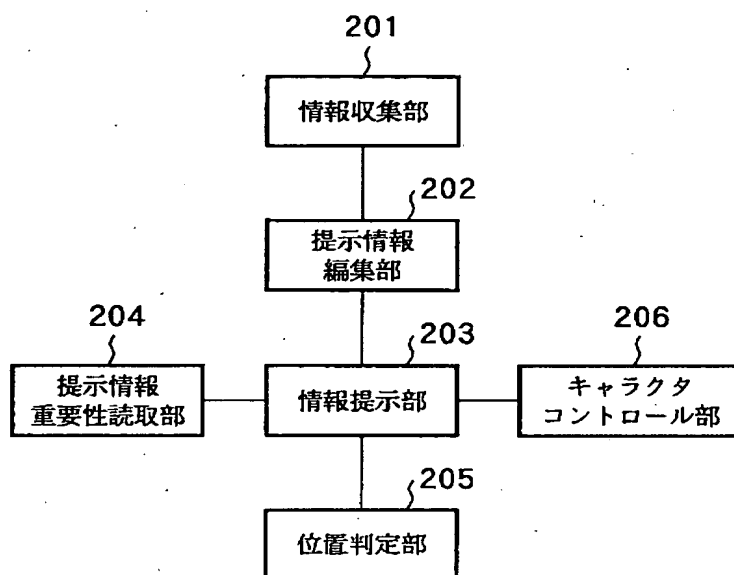 201
情報収集部
202
提示情報
編集部
204
203
206
提示情報
重要性読取部
情報提示部
キャラクタ
コントロール部
205
位置判定部